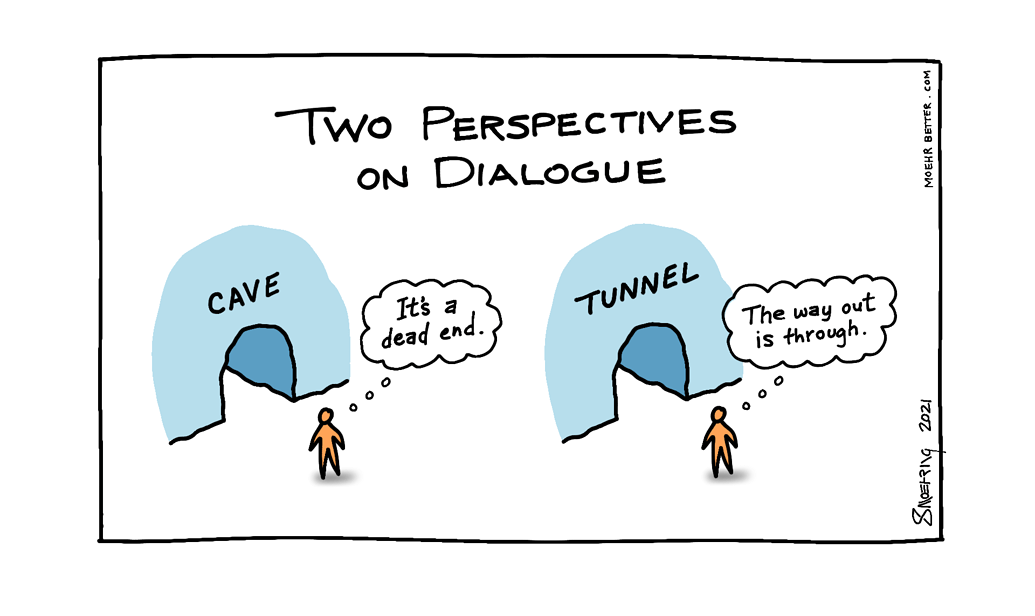 Two Perspectives
on Dialogue
CAVE
It's a
dead end.
TUNNEL
The way out
is through.
MOEHR BETTER . COM
SMOEHRING 2021